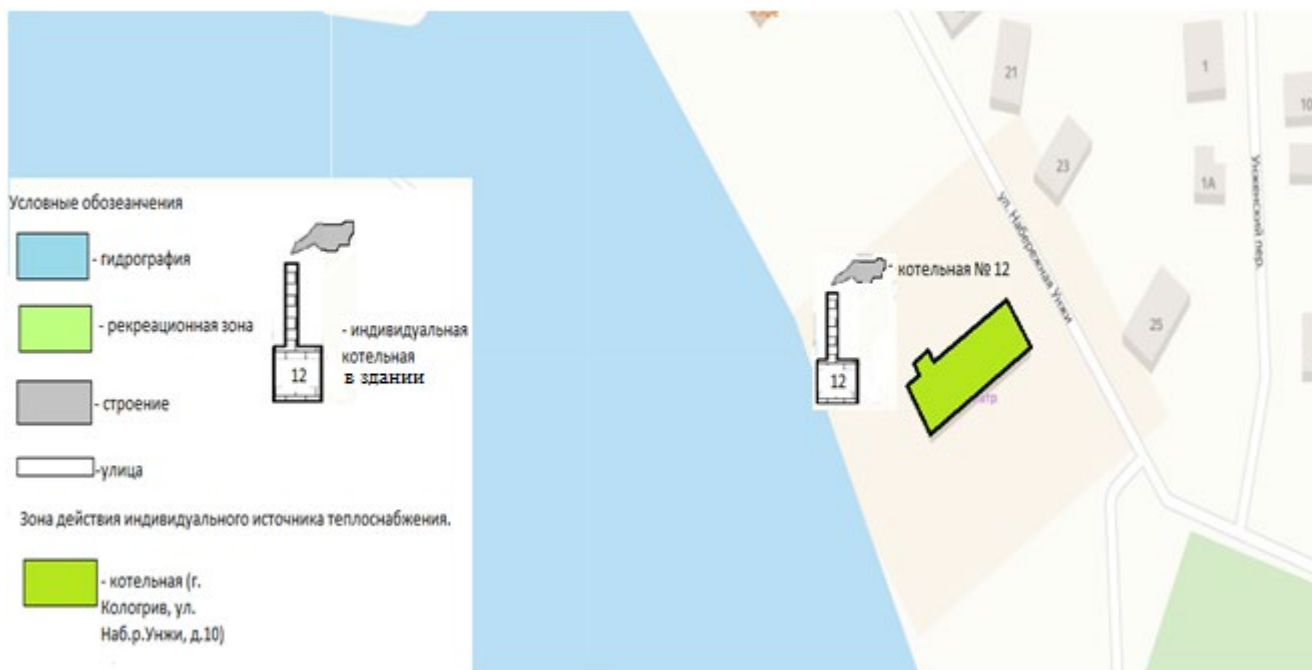 Условные обозеанчения
- гидрография
- рекреационная зона
- строение
-улица
12
- индивидуальная
котельная
в здании
Зона действия индивидуального источника теплоснабжения.
- котельная (г.
Кологрив, ул.
Наб.р.Унжи, д.10)
- котельная № 12
12
21
23
25
1
1А
10
ул. Набережная Унжи
Унженский пер.